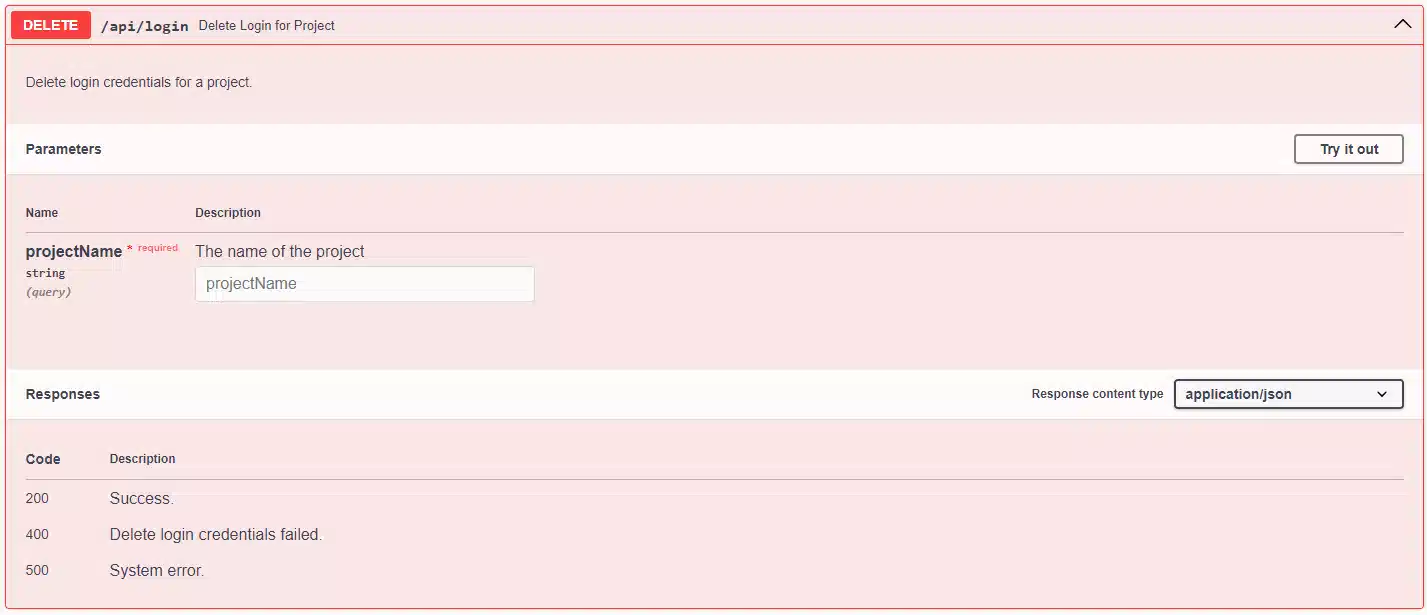 DELETE /api/login Delete Login for Project
Delete login credentials for a project.
Parameters Try it out
Name Description
projectName * required The name of the project
string
projectName
(query)
Responses Response content type application/json
Code Description
200 Success.
400 Delete login credentials failed.
500 System error.